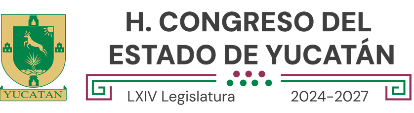 H. CONGRESO DEL
ESTADO DE YUCATÁN
LXIV Legislatura 2024-2027
YUCATAN